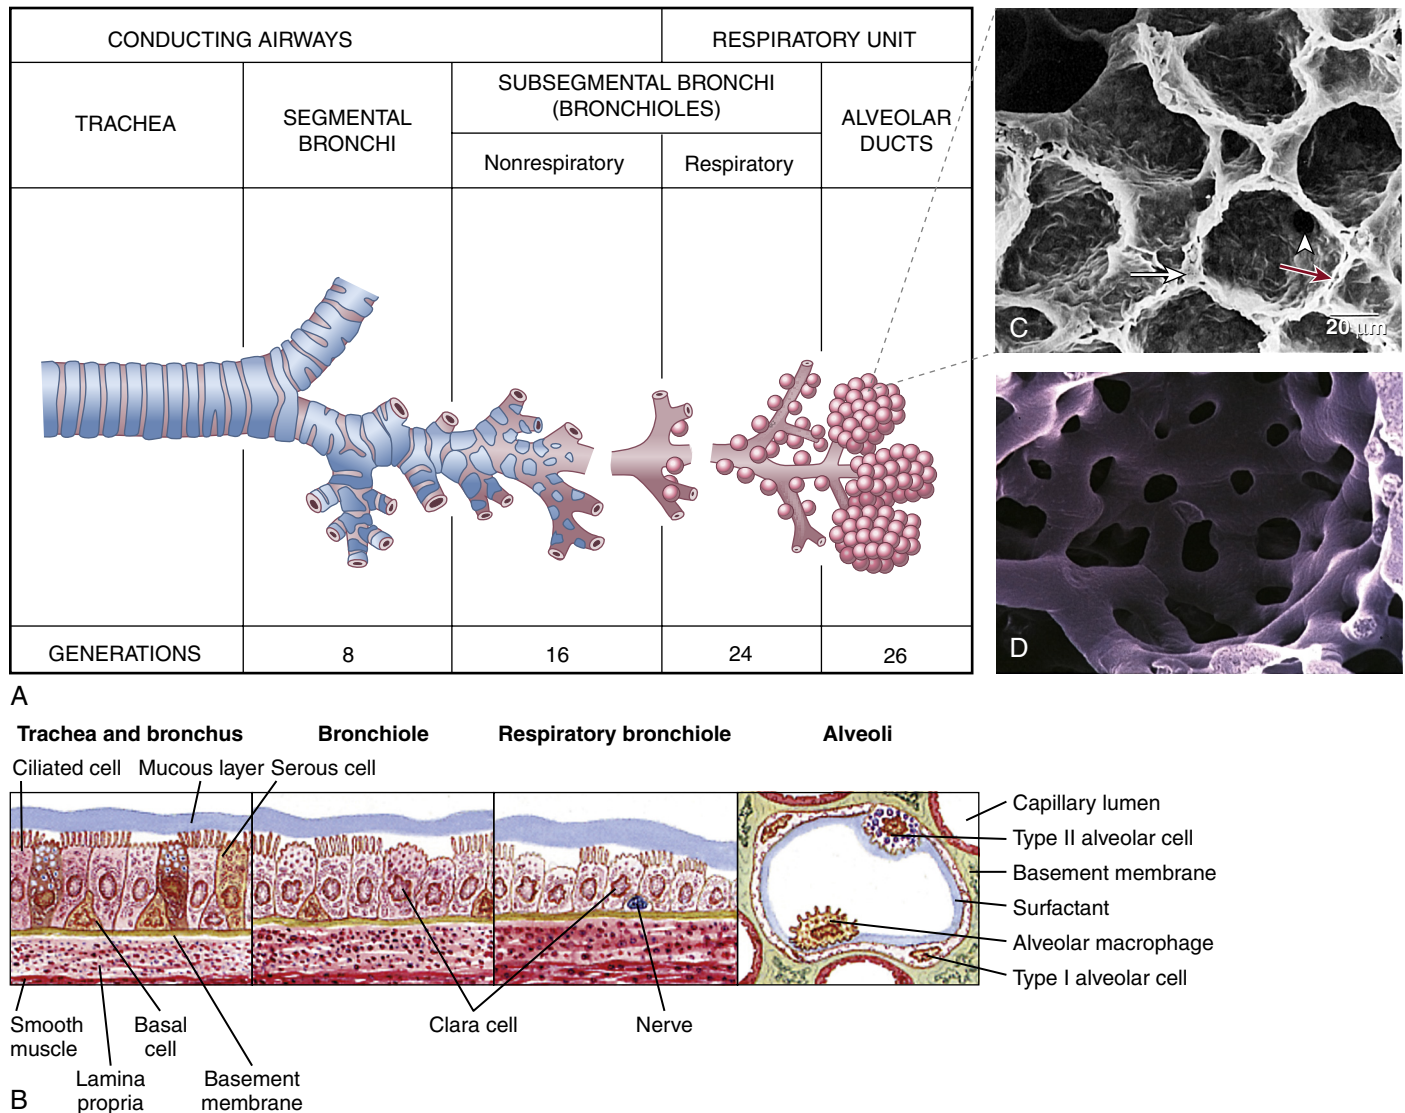 CONDUCTING AIRWAYS
RESPIRATORY UNIT
TRACHEA
SEGMENTAL
BRONCHI
SUBSEGMENTAL BRONCHI
(BRONCHIOLES)
Nonrespiratory
Respiratory
ALVEOLAR
DUCTS
GENERATIONS
8
16
24
26
A
C
20 µm
D
Trachea and bronchus
Bronchiole
Respiratory bronchiole
Alveoli
Ciliated cell
Mucous layer
Serous cell
Capillary lumen
Type II alveolar cell
Basement membrane
Surfactant
Alveolar macrophage
Type I alveolar cell
Smooth
muscle
Basal
cell
Clara cell
Nerve
Lamina
propria
Basement
membrane
B